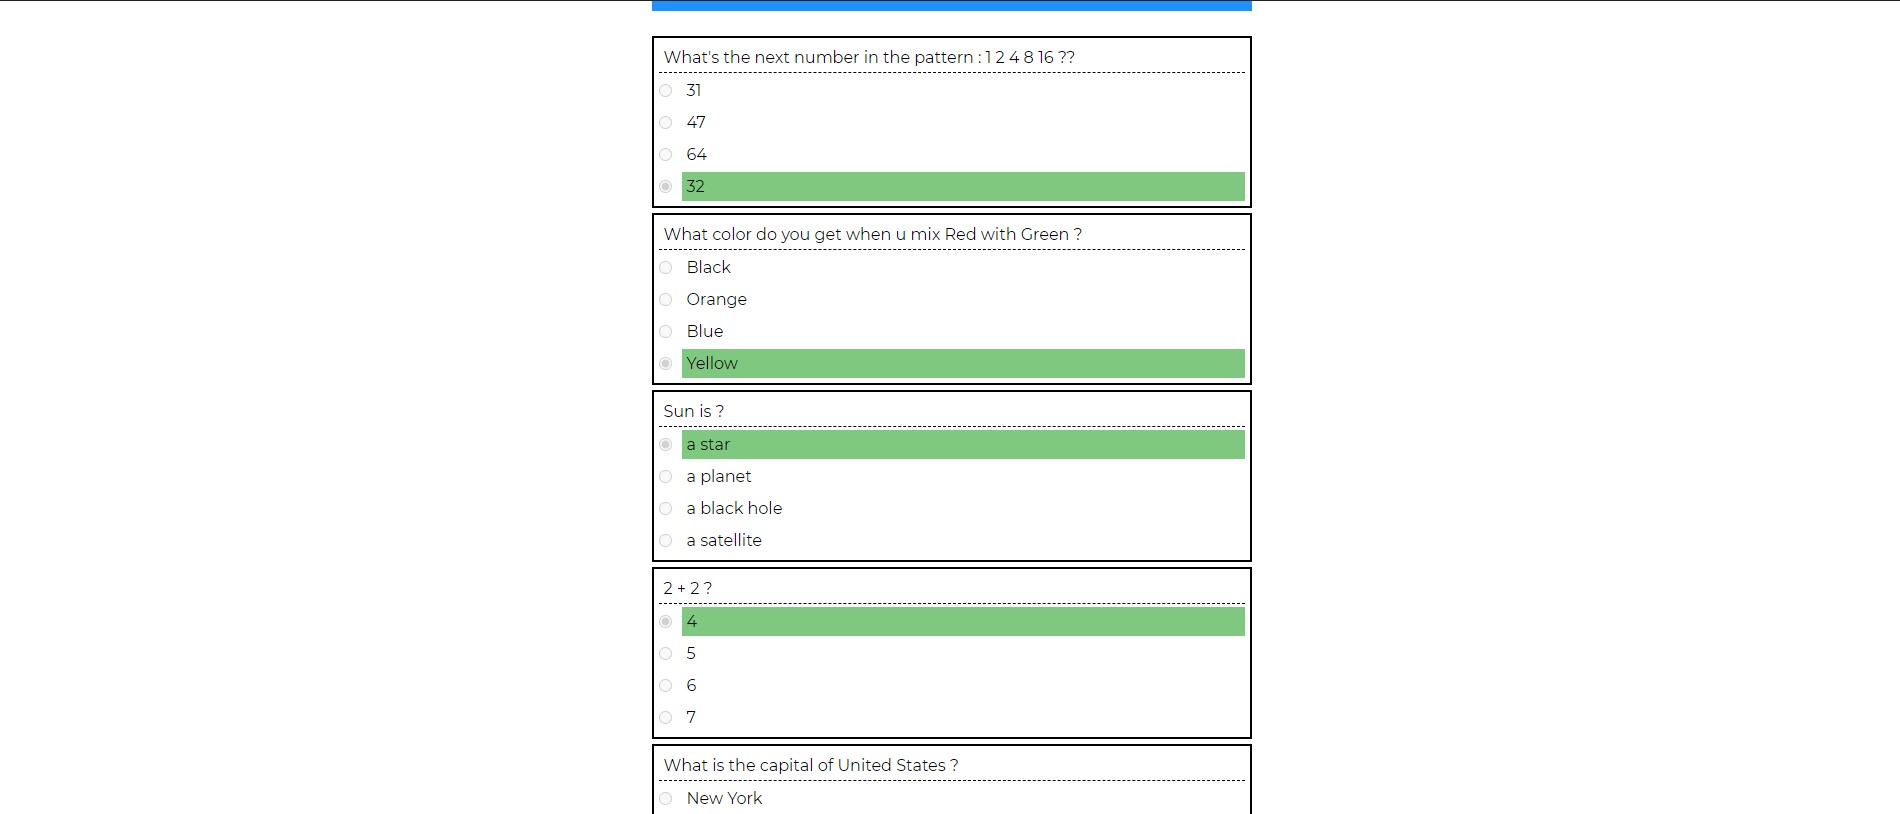 What's the next number in the pattern : 1 2 4 8 16 ??
31
47
64
32
What color do you get when u mix Red with Green ?
Black
Orange
Blue
Yellow
Sun is ?
a star
a planet
a black hole
a satellite
2 + 2 ?
4
5
6
7
What is the capital of United States ?
New York